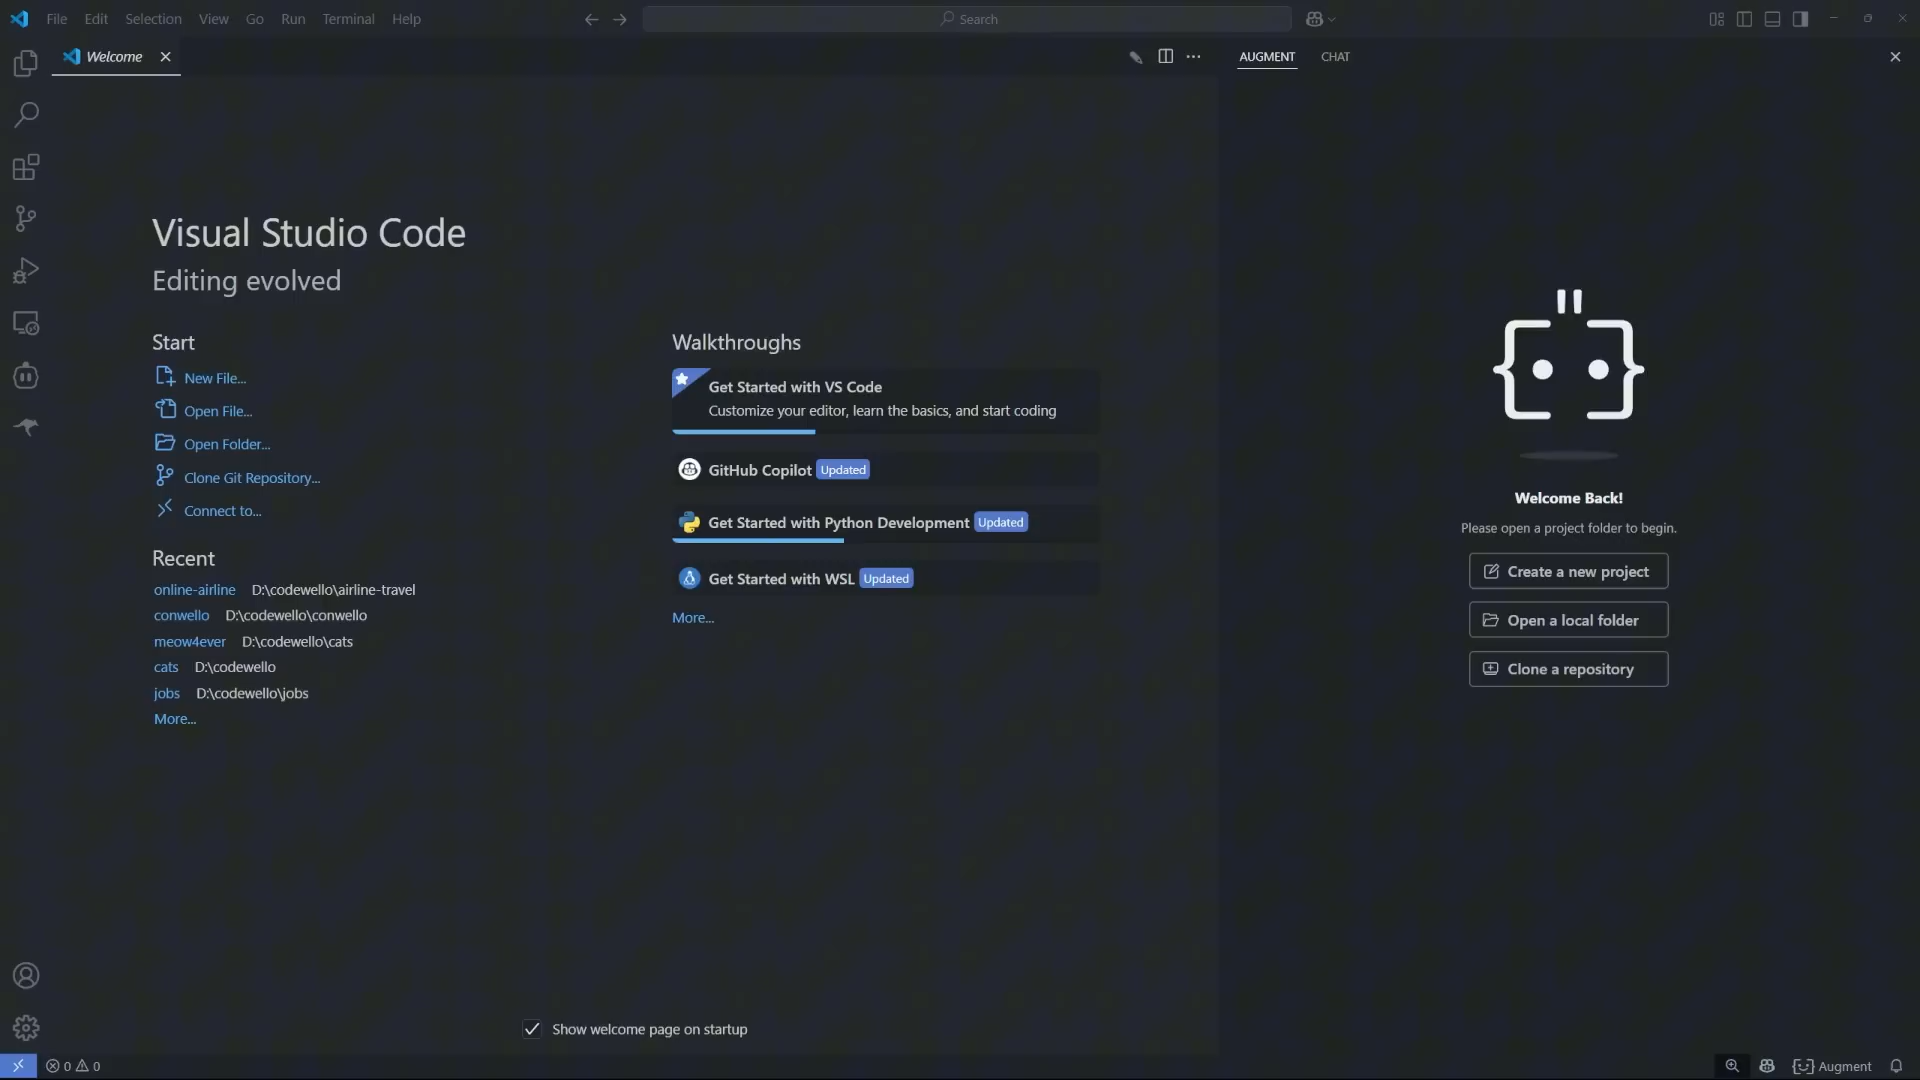 File Edit Selection View Go Run Terminal Help
Search
Welcome
AUGMENT CHAT
Visual Studio Code
Editing evolved
Start
New File...
Open File...
Open Folder...
Clone Git Repository...
Connect to...
Recent
online-airline D:\codewello\airline-travel
conwello D:\codewello\conwello
meow4ever D:\codewello\cats
cats D:\codewello
jobs D:\codewello\jobs
More...
Walkthroughs
Get Started with VS Code
Customize your editor, learn the basics, and start coding
GitHub Copilot Updated
Get Started with Python Development Updated
Get Started with WSL Updated
More...
Welcome Back!
Please open a project folder to begin.
Create a new project
Open a local folder
Clone a repository
Show welcome page on startup
0 0
Augment